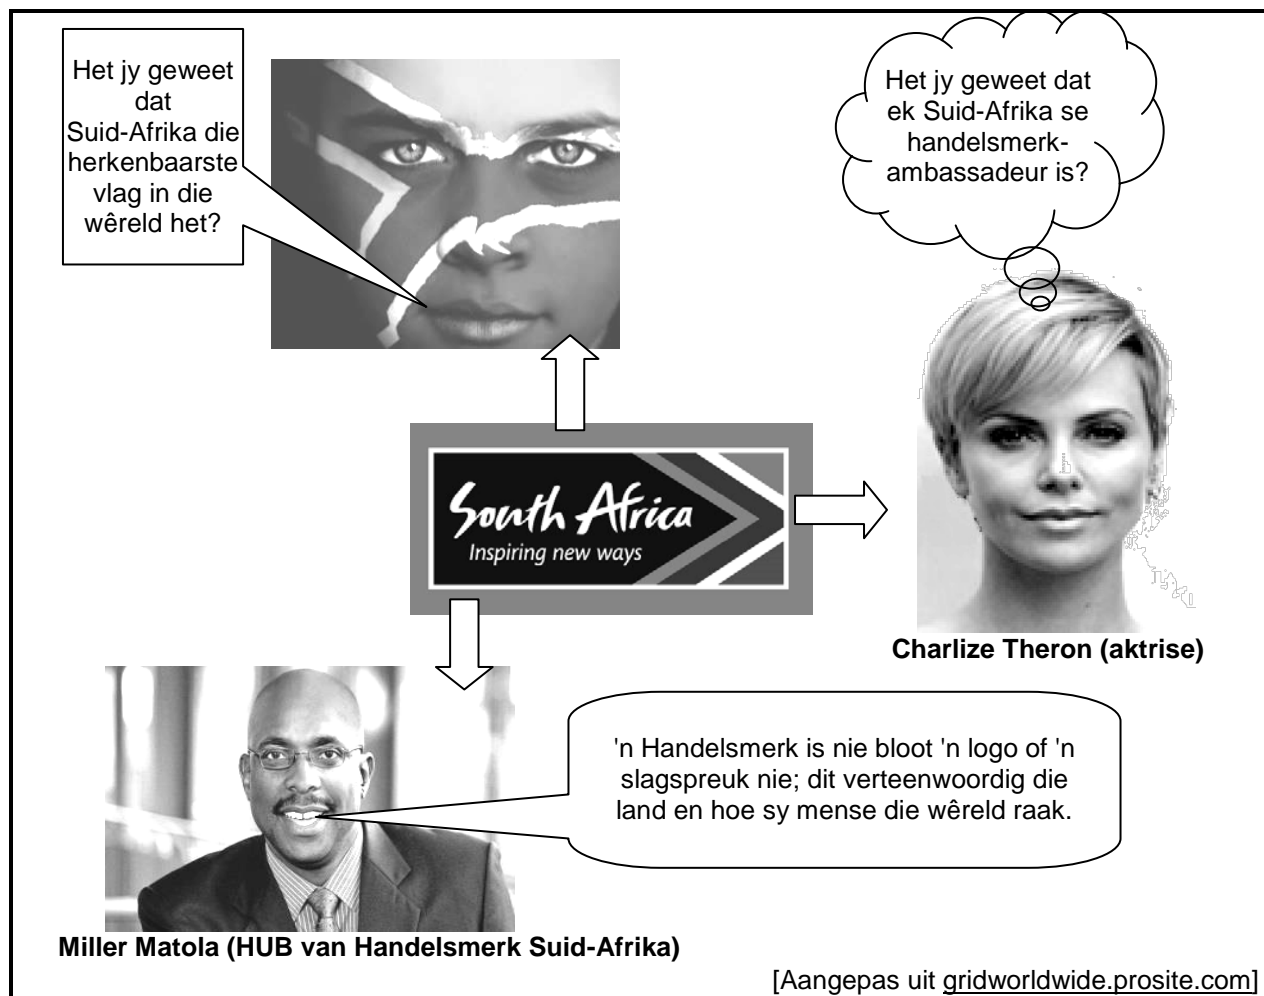 Het jy geweet
dat
Suid-Afrika die
herkenbaarste
vlag in die
wêreld het?
Het jy geweet dat
ek Suid-Afrika se
handelsmerk-
ambassadeur is?
South Africa
Inspiring new ways
Charlize Theron (aktrise)
'n Handelsmerk is nie bloot 'n logo of 'n
slagspreuk nie; dit verteenwoordig die
land en hoe sy mense die wêreld raak.
Miller Matola (HUB van Handelsmerk Suid-Afrika)
[Aangepas uit gridworldwide.prosite.com]